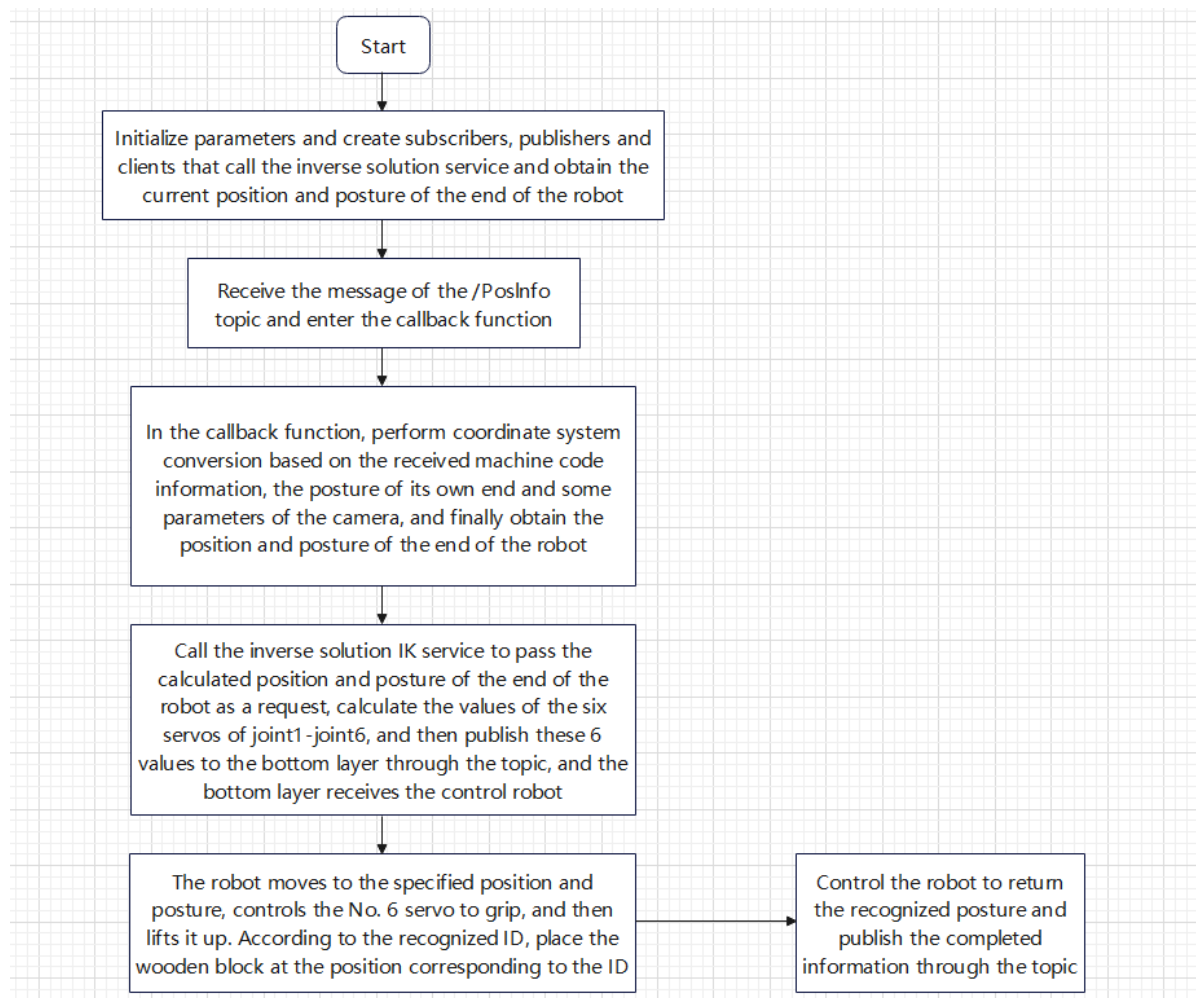 Start
Initialize parameters and create subscribers, publishers and
clients that call the inverse solution service and obtain the
current position and posture of the end of the robot
Receive the message of the /PosInfo
topic and enter the callback function
In the callback function, perform coordinate system
conversion based on the received machine code
information, the posture of its own end and some
parameters of the camera, and finally obtain the
position and posture of the end of the robot
Call the inverse solution IK service to pass the
calculated position and posture of the end of the
robot as a request, calculate the values of the six
servos of joint1-joint6, and then publish these 6
values to the bottom layer through the topic, and the
bottom layer receives the control robot
The robot moves to the specified position and
posture, controls the No. 6 servo to grip, and then
lifts it up. According to the recognized ID, place the
wooden block at the position corresponding to the ID
Control the robot to return
the recognized posture and
publish the completed
information through the topic